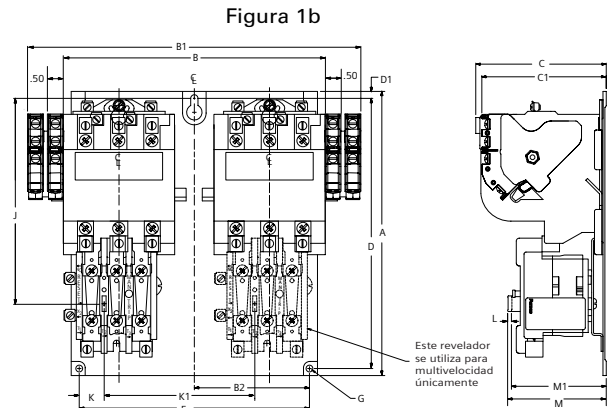 Figura 1b
B1
B
.50
C
L
.50
D1
C
C1
C
L
C
L
J
D
A
L
Este revelador
se utiliza para
multivelocidad
únicamente
K
K1
B2
G
M1
M